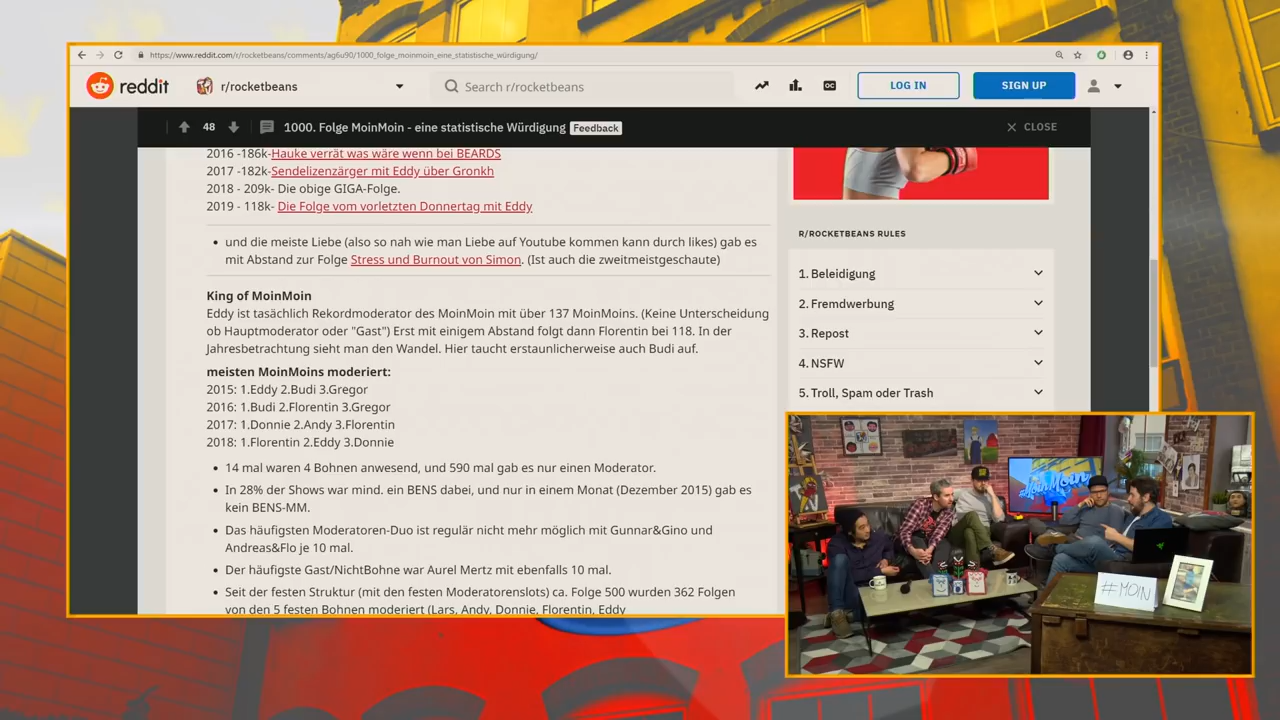 https://www.reddit.com/r/rocketbeans/comments/ag6u90/1000_folge_moinmoin_eine_statistische_würdigung/
reddit
r/rocketbeans
Search r/rocketbeans
LOG IN
SIGN UP
48
1000. Folge MoinMoin - eine statistische Würdigung
Feedback
CLOSE
2016 -186k-Hauke verrät was wäre wenn bei BEARDS
2017 -182k-Sendelizenzärger mit Eddy über Gronkh
2018 - 209k- Die obige GIGA-Folge.
2019 - 118k- Die Folge vom vorletzten Donnertag mit Eddy
und die meiste Liebe (also so nah wie man Liebe auf Youtube kommen kann durch likes) gab es
mit Abstand zur Folge Stress und Burnout von Simon. (Ist auch die zweitmeistgeschaute)
King of MoinMoin
Eddy ist tasächlich Rekordmoderator des MoinMoin mit über 137 MoinMoins. (Keine Unterscheidung
ob Hauptmoderator oder "Gast") Erst mit einigem Abstand folgt dann Florentin bei 118. In der
Jahresbetrachtung sieht man den Wandel. Hier taucht erstaunlicherweise auch Budi auf.
meisten MoinMoins moderiert:
2015: 1.Eddy 2.Budi 3.Gregor
2016: 1.Budi 2.Florentin 3.Gregor
2017: 1.Donnie 2.Andy 3.Florentin
2018: 1.Florentin 2.Eddy 3.Donnie
14 mal waren 4 Bohnen anwesend, und 590 mal gab es nur einen Moderator.
In 28% der Shows war mind. ein BENS dabei, und nur in einem Monat (Dezember 2015) gab es
kein BENS-MM.
Das häufigsten Moderatoren-Duo ist regulär nicht mehr möglich mit Gunnar&Gino und
Andreas&Flo je 10 mal.
Der häufigste Gast/NichtBohne war Aurel Mertz mit ebenfalls 10 mal.
Seit der festen Struktur (mit den festen Moderatorenslots) ca. Folge 500 wurden 362 Folgen
von den 5 festen Bohnen moderiert (Lars, Andy, Donnie, Florentin, Eddy
R/ROCKETBEANS RULES
1. Beleidigung
2. Fremdwerbung
3. Repost
4. NSFW
5. Troll, Spam oder Trash
MoinMoin
#MOIN